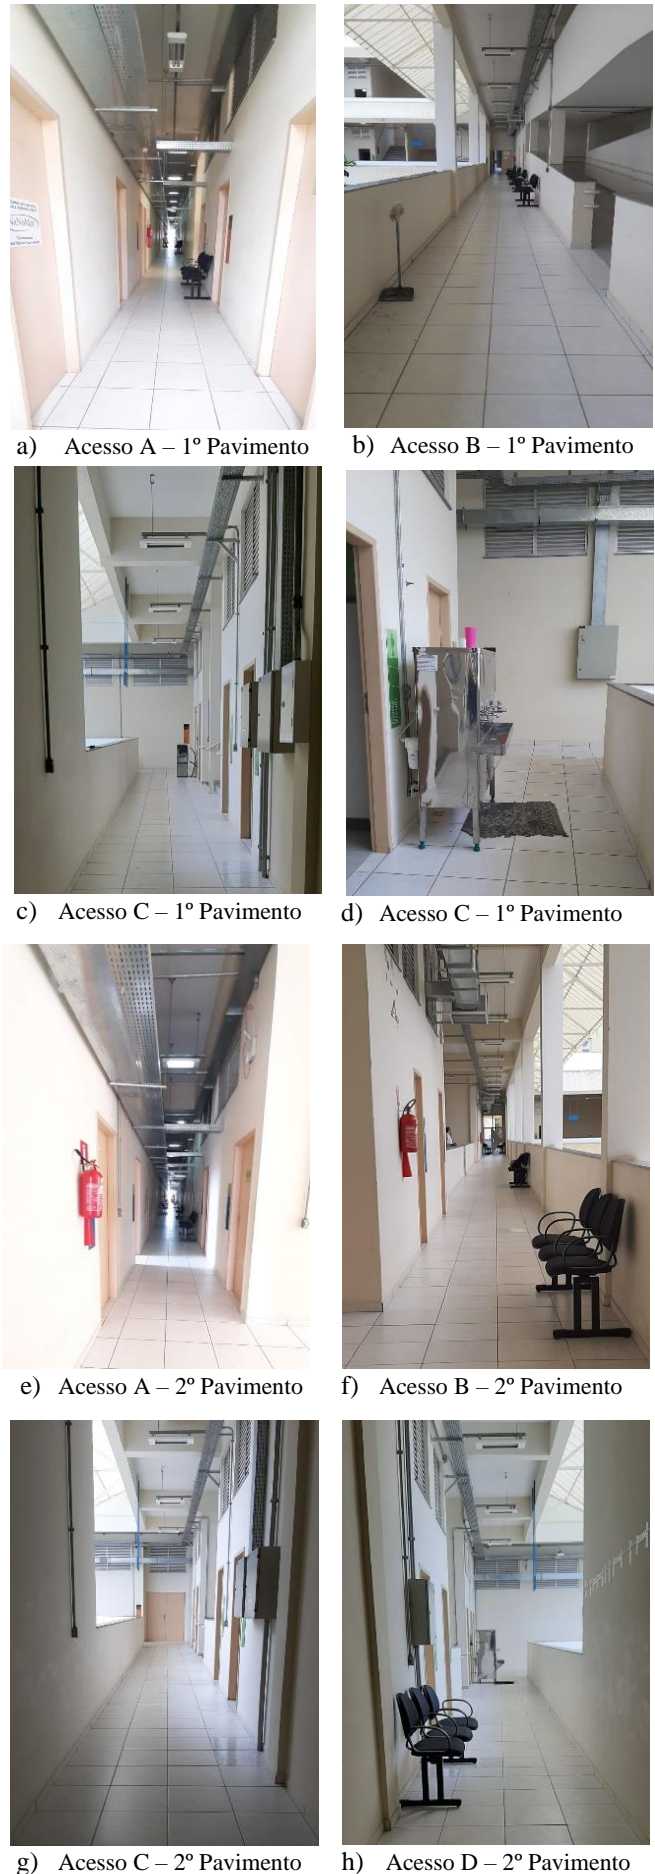 a) Acesso A – 1º Pavimento
b) Acesso B – 1º Pavimento
c) Acesso C – 1º Pavimento
d) Acesso C – 1º Pavimento
e) Acesso A – 2º Pavimento
f) Acesso B – 2º Pavimento
g) Acesso C – 2º Pavimento
h) Acesso D – 2º Pavimento